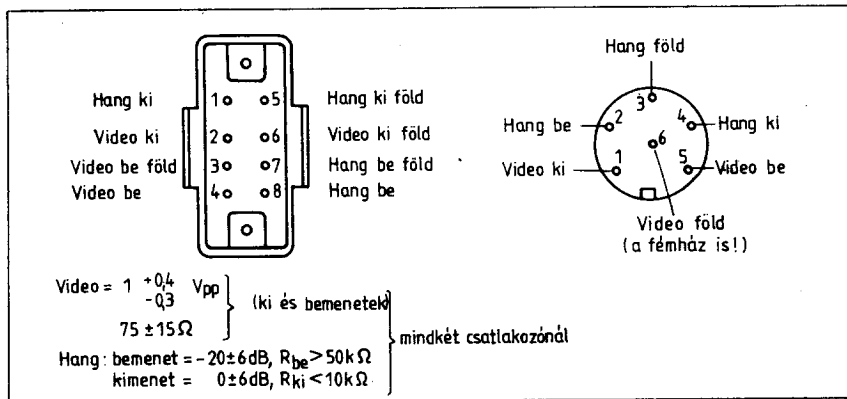 Hang ki 1 5 Hang ki föld
Video ki 2 6 Video ki föld
Video be föld 3 7 Hang be föld
Video be 4 8 Hang be
Hang föld
3
Hang be 2 4 Hang ki
6
Video ki 1 5 Video be
Video föld
(a fémház is!)
Video = 1 +0,4 Vpp
-0,3
(ki és bemenetek)
75 ±15Ω
mindkét csatlakozónál
Hang: bemenet = -20±6dB, Rbe > 50kΩ
kimenet = 0±6dB, Rki < 10kΩ